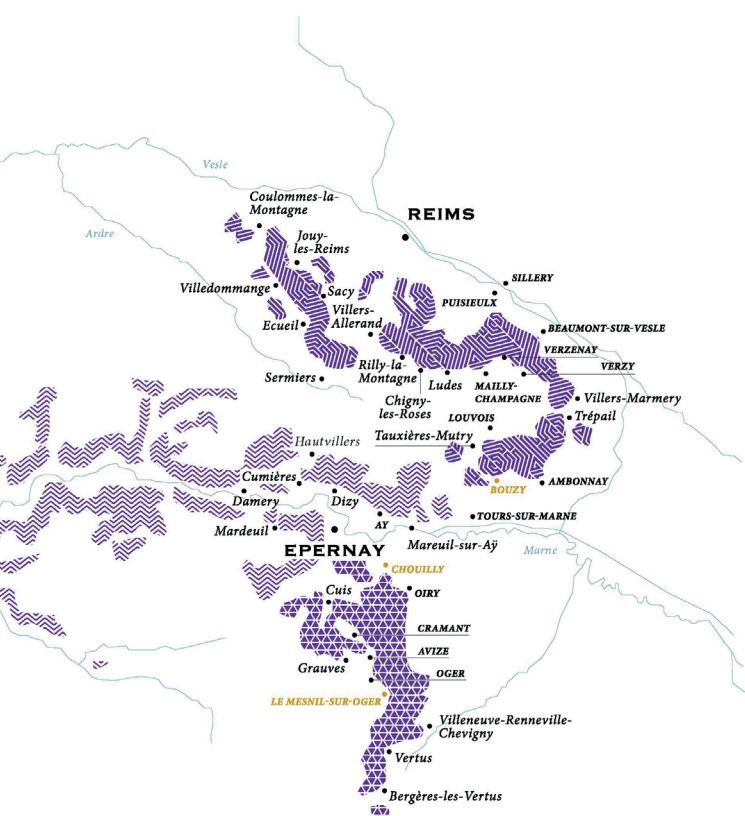 Vesle
Coulommes-la-
Montagne
REIMS
Ardre
Jouy-
les-Reims
SILLERY
Villedommange
Sacy
PUISIEULX
Villers-
Allerand
Ecueil
BEAUMONT-SUR-VESLE
VERZENAY
Rilly-la-
Montagne
VERZY
Sermiers
Ludes
MAILLY-
CHAMPAGNE
Chigny-
les-Roses
Villers-Marmery
LOUVOIS
Trépail
Tauxières-Mutry
Hautvillers
Cumières
BOUZY
AMBONNAY
Damery
Dizy
TOURS-SUR-MARNE
AY
Mardeuil
Mareuil-sur-Aÿ
EPERNAY
Marne
CHOUILLY
Cuis
OIRY
CRAMANT
AVIZE
Grauves
OGER
LE MESNIL-SUR-OGER
Villeneuve-Renneville-
Chevigny
Vertus
Bergères-les-Vertus